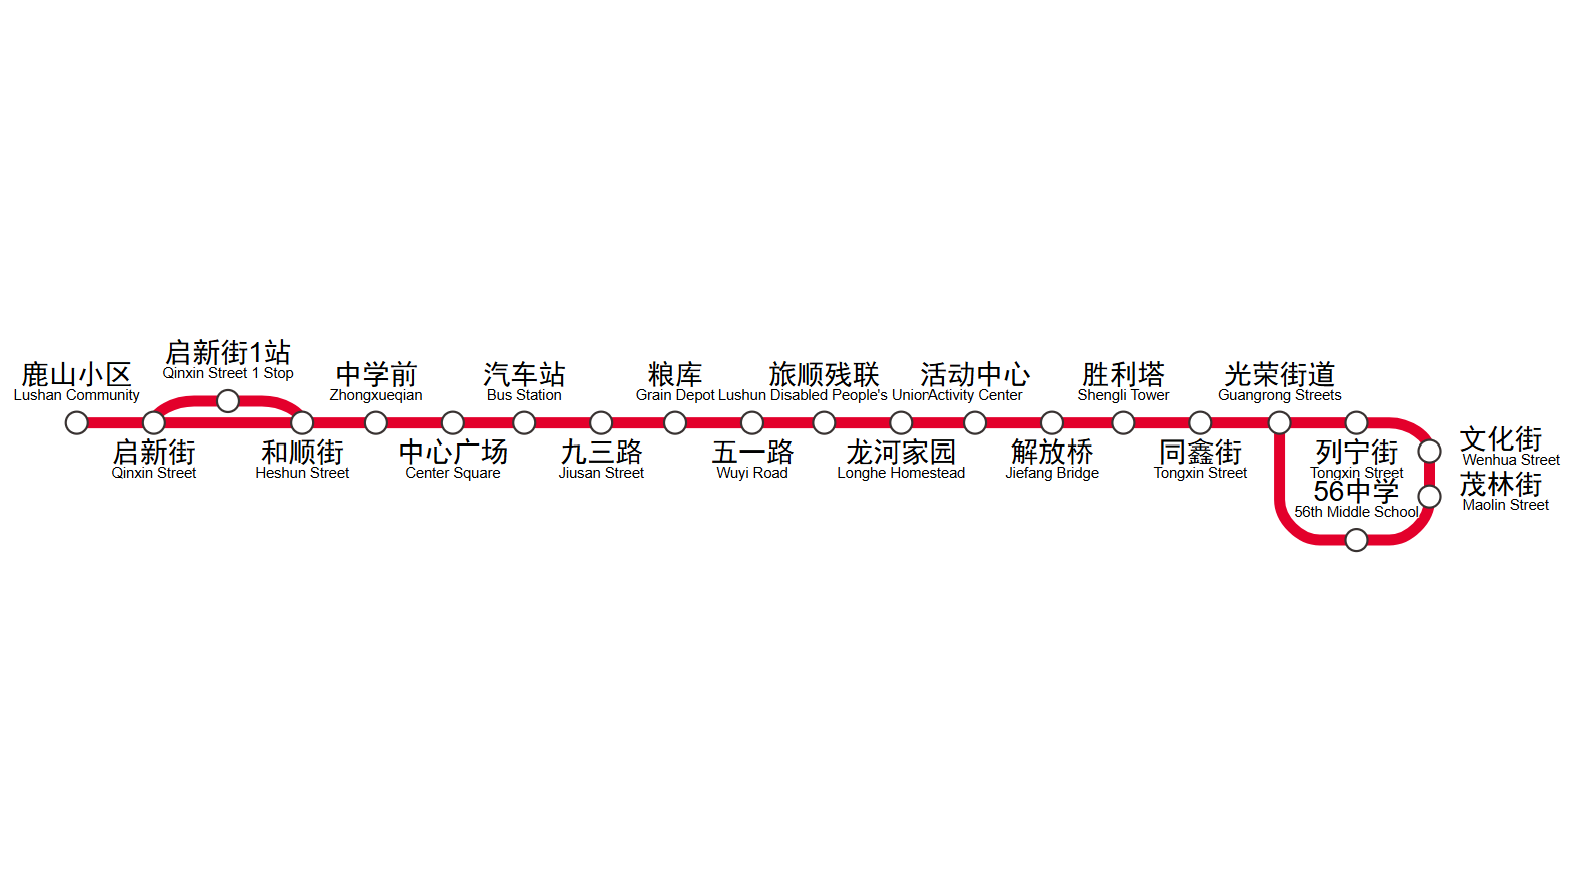 鹿山小区
Lushan Community
启新街1站
Qinxin Street 1 Stop
启新街
Qinxin Street
和顺街
Heshun Street
中学前
Zhongxueqian
中心广场
Center Square
汽车站
Bus Station
九三路
Jiusan Street
粮库
Grain Depot
五一路
Wuyi Road
旅顺残联
Lushun Disabled People's Union
龙河家园
Longhe Homestead
活动中心
Activity Center
解放桥
Jiefang Bridge
胜利塔
Shengli Tower
同鑫街
Tongxin Street
光荣街道
Guangrong Streets
列宁街
Tongxin Street
文化街
Wenhua Street
茂林街
Maolin Street
56中学
56th Middle School